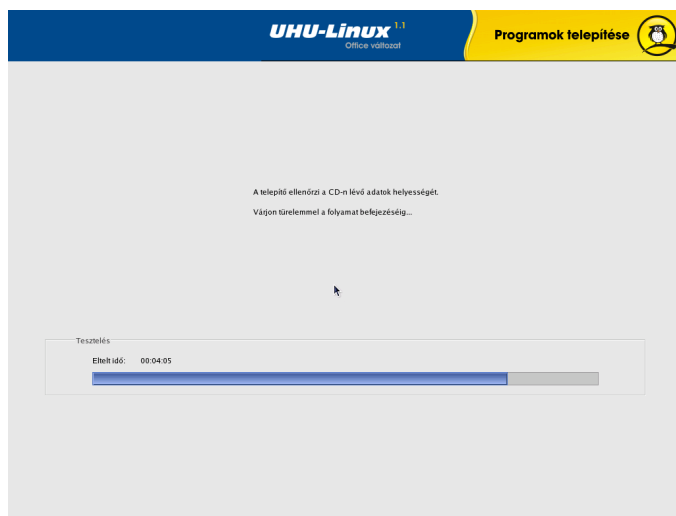 UHU-Linux 1.1
Office változat
Programok telepítése
A telepítő ellenőrzi a CD-n lévő adatok helyességét.
Várjon türelemmel a folyamat befejezéséig...
Tesztelés
Eltelt idő: 00:04:05